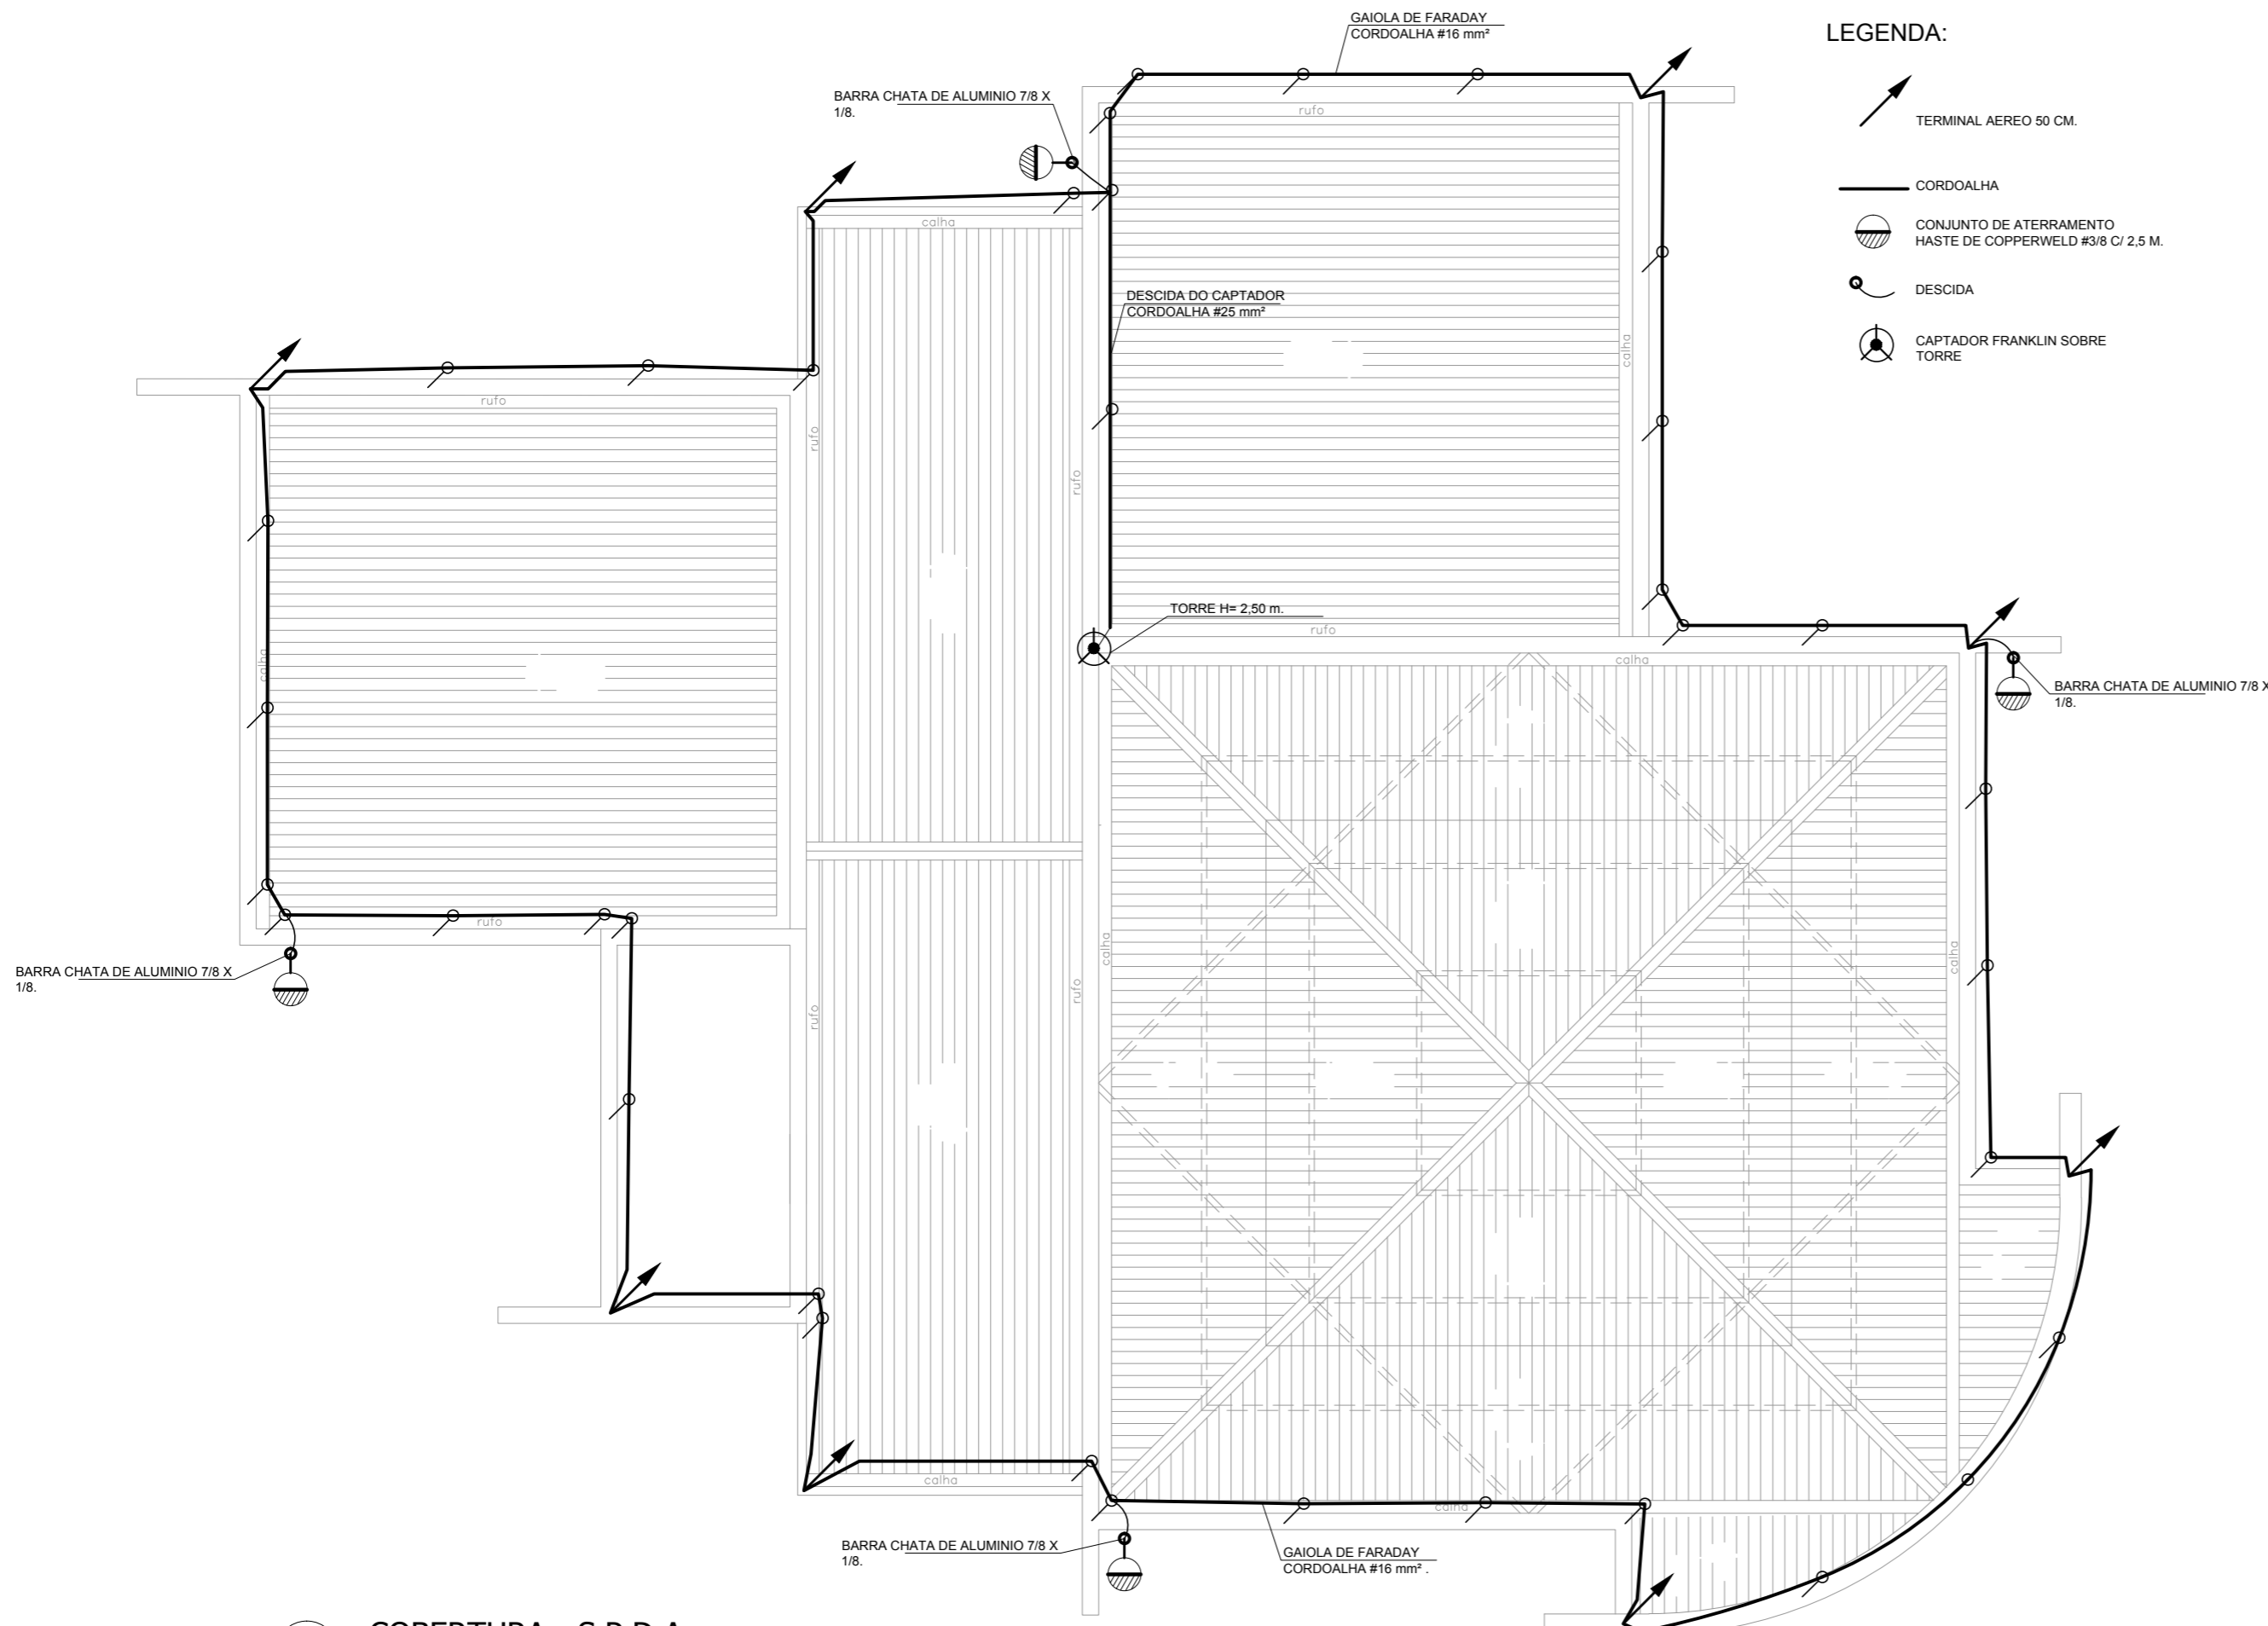 GAIOLA DE FARADAY
CORDOALHA #16 mm²
LEGENDA:
BARRA CHATA DE ALUMINIO 7/8 X
1/8.
rufo
TERMINAL AEREO 50 CM.
CORDOALHA
calha
CONJUNTO DE ATERRAMENTO
HASTE DE COPPERWELD #3/8 C/ 2,5 M.
DESCIDA
DESCIDA DO CAPTADOR
CORDOALHA #25 mm²
CAPTADOR FRANKLIN SOBRE
TORRE
calha
rufo
rufo
rufo
TORRE H= 2,50 m.
rufo
calha
calha
BARRA CHATA DE ALUMINIO 7/8 X
1/8.
rufo
calha
calha
BARRA CHATA DE ALUMINIO 7/8 X
1/8.
rufo
rufo
calha
calha
BARRA CHATA DE ALUMINIO 7/8 X
1/8.
GAIOLA DE FARADAY
CORDOALHA #16 mm² .